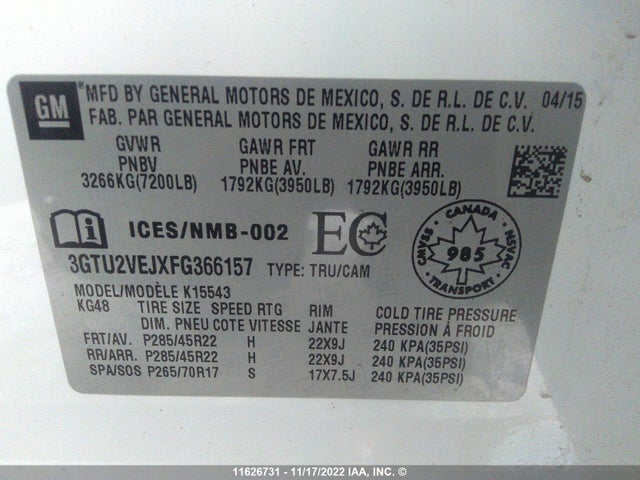 GM
MFD BY GENERAL MOTORS DE MEXICO, S. DE R.L. DE C.V. 04/15
FAB. PAR GENERAL MOTORS DE MEXICO, S. DE R.L. DE C.V.
GVWR GAWR FRT GAWR RR
PNBV PNBE AV. PNBE ARR.
3266KG(7200LB) 1792KG(3950LB) 1792KG(3950LB)
i ICES/NMB-002 EC
CANADA
CMVSS 985 NSVAC
TRANSPORT
3GTU2VEJXFG366157 TYPE: TRU/CAM
MODEL/MODÈLE K15543
KG48 TIRE SIZE SPEED RTG RIM COLD TIRE PRESSURE
DIM. PNEU COTE VITESSE JANTE PRESSION À FROID
FRT/AV. P285/45R22 H 22X9J 240 KPA(35PSI)
RR/ARR. P285/45R22 H 22X9J 240 KPA(35PSI)
SPA/SOS P265/70R17 S 17X7.5J 240 KPA(35PSI)
11626731 - 11/17/2022 IAA, INC. ©